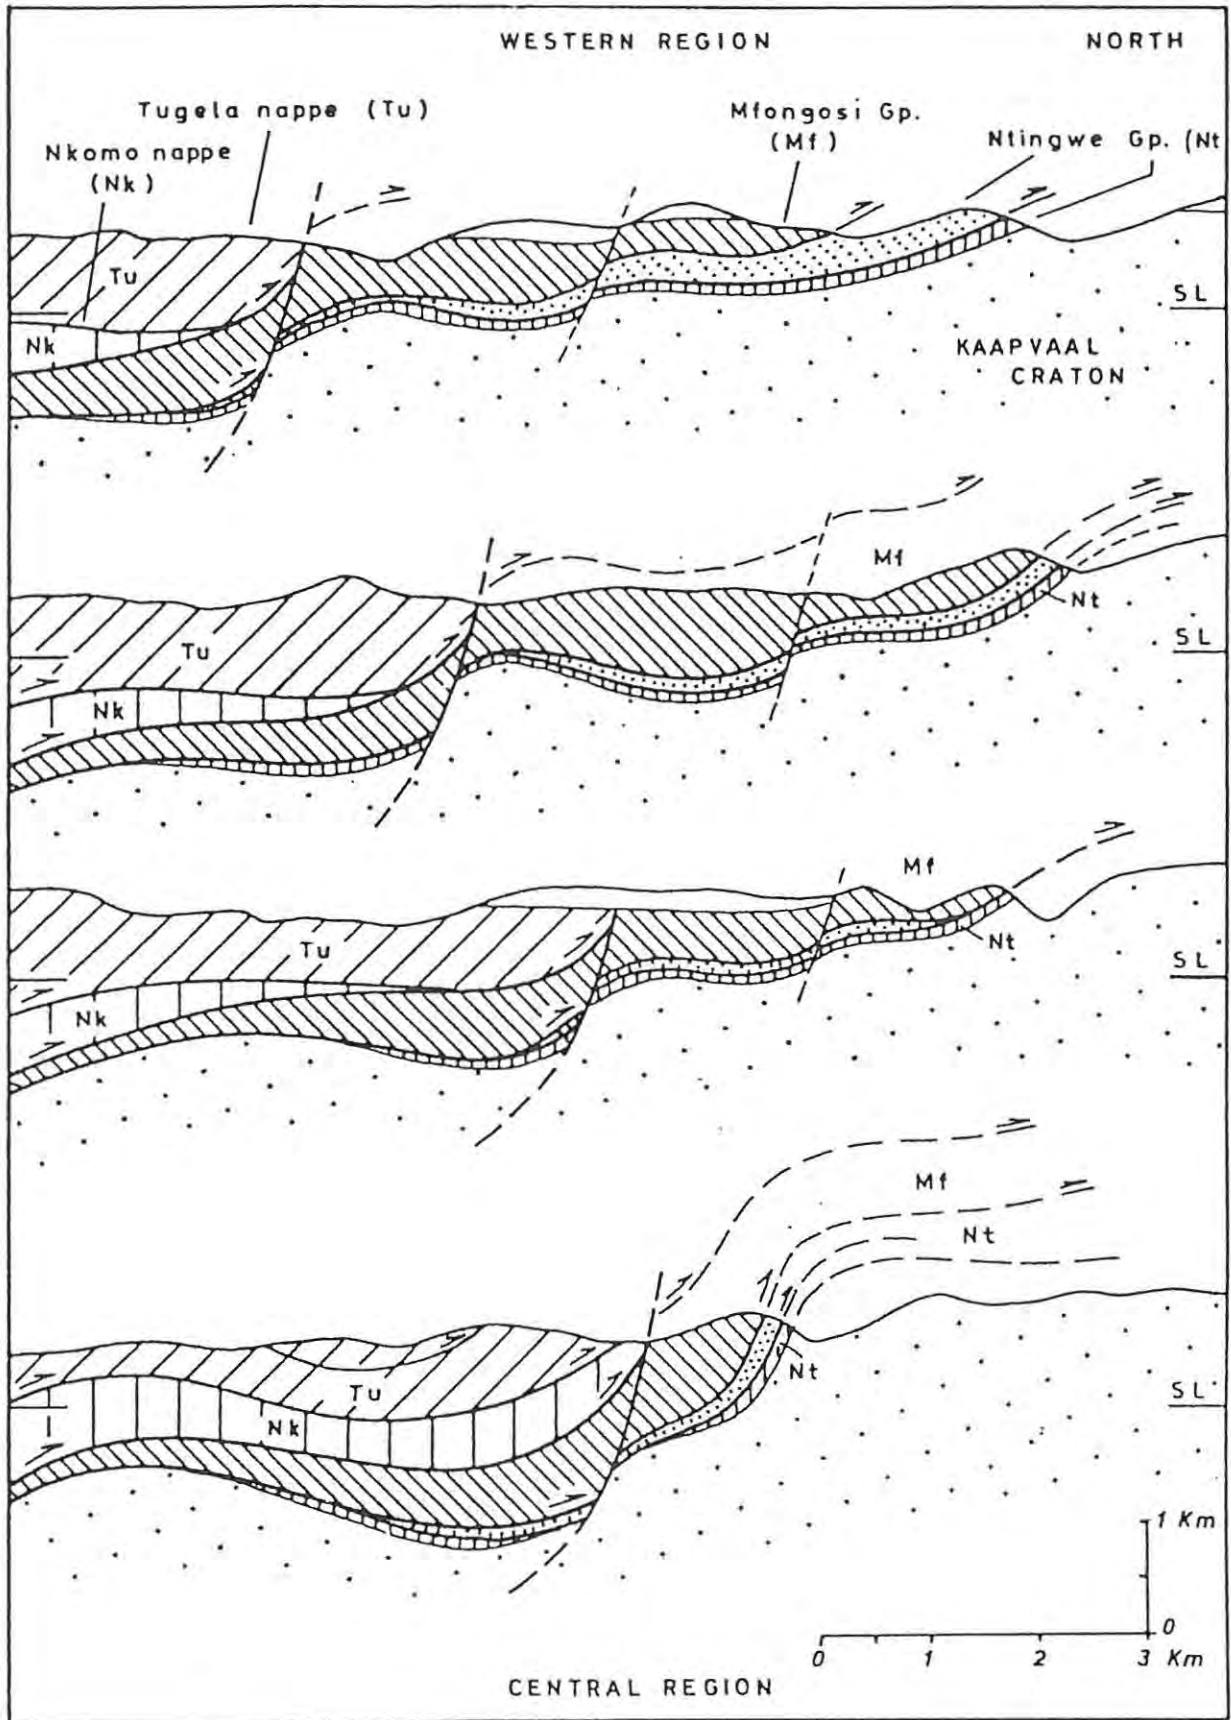 WESTERN REGION
NORTH
Tugela nappe (Tu)
Mfongosi Gp.
(Mf)
Ntingwe Gp. (Nt
Nkomo nappe
(Nk)
Tu
Nk
SL
KAAPVAAL
CRATON
Mf
Nt
Tu
Nk
SL
Mf
Nt
Tu
Nk
SL
Mf
Nt
Nt
Tu
Nk
SL
1 Km
0
0 1 2 3 Km
CENTRAL REGION